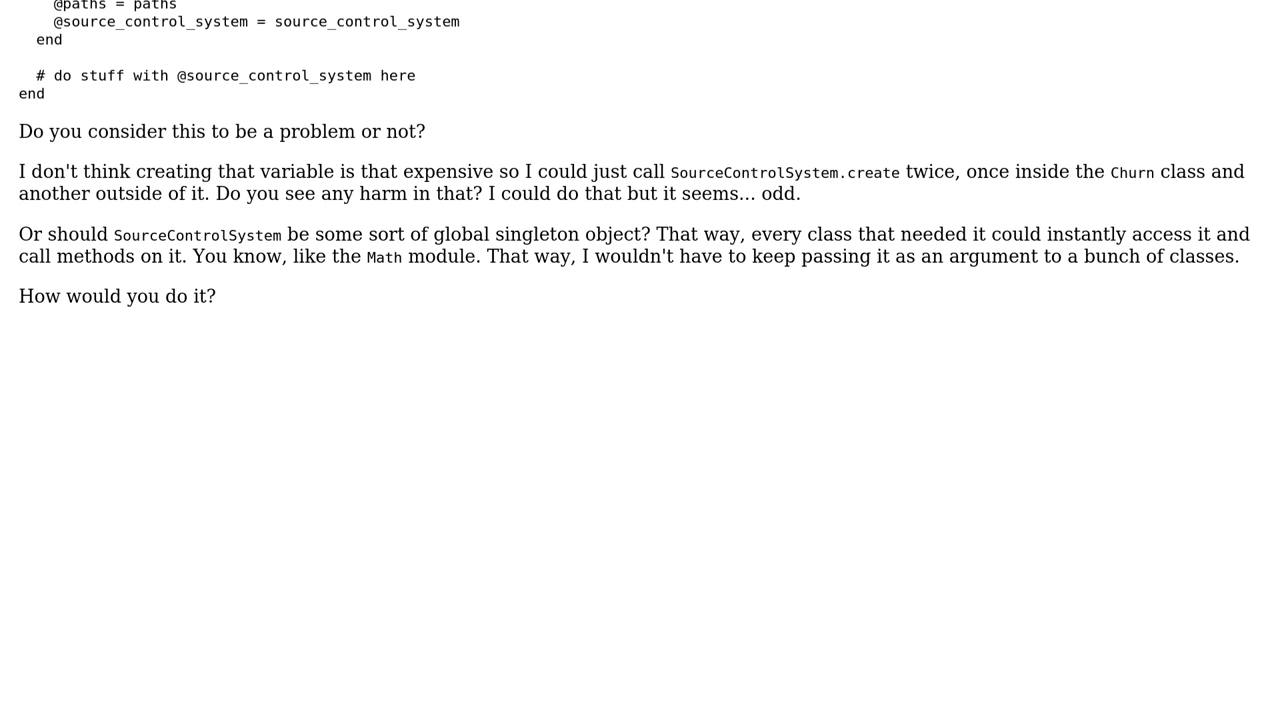 @paths = paths
@source_control_system = source_control_system
end
# do stuff with @source_control_system here
end
Do you consider this to be a problem or not?
I don't think creating that variable is that expensive so I could just call SourceControlSystem.create twice, once inside the Churn class and
another outside of it. Do you see any harm in that? I could do that but it seems... odd.
Or should SourceControlSystem be some sort of global singleton object? That way, every class that needed it could instantly access it and
call methods on it. You know, like the Math module. That way, I wouldn't have to keep passing it as an argument to a bunch of classes.
How would you do it?